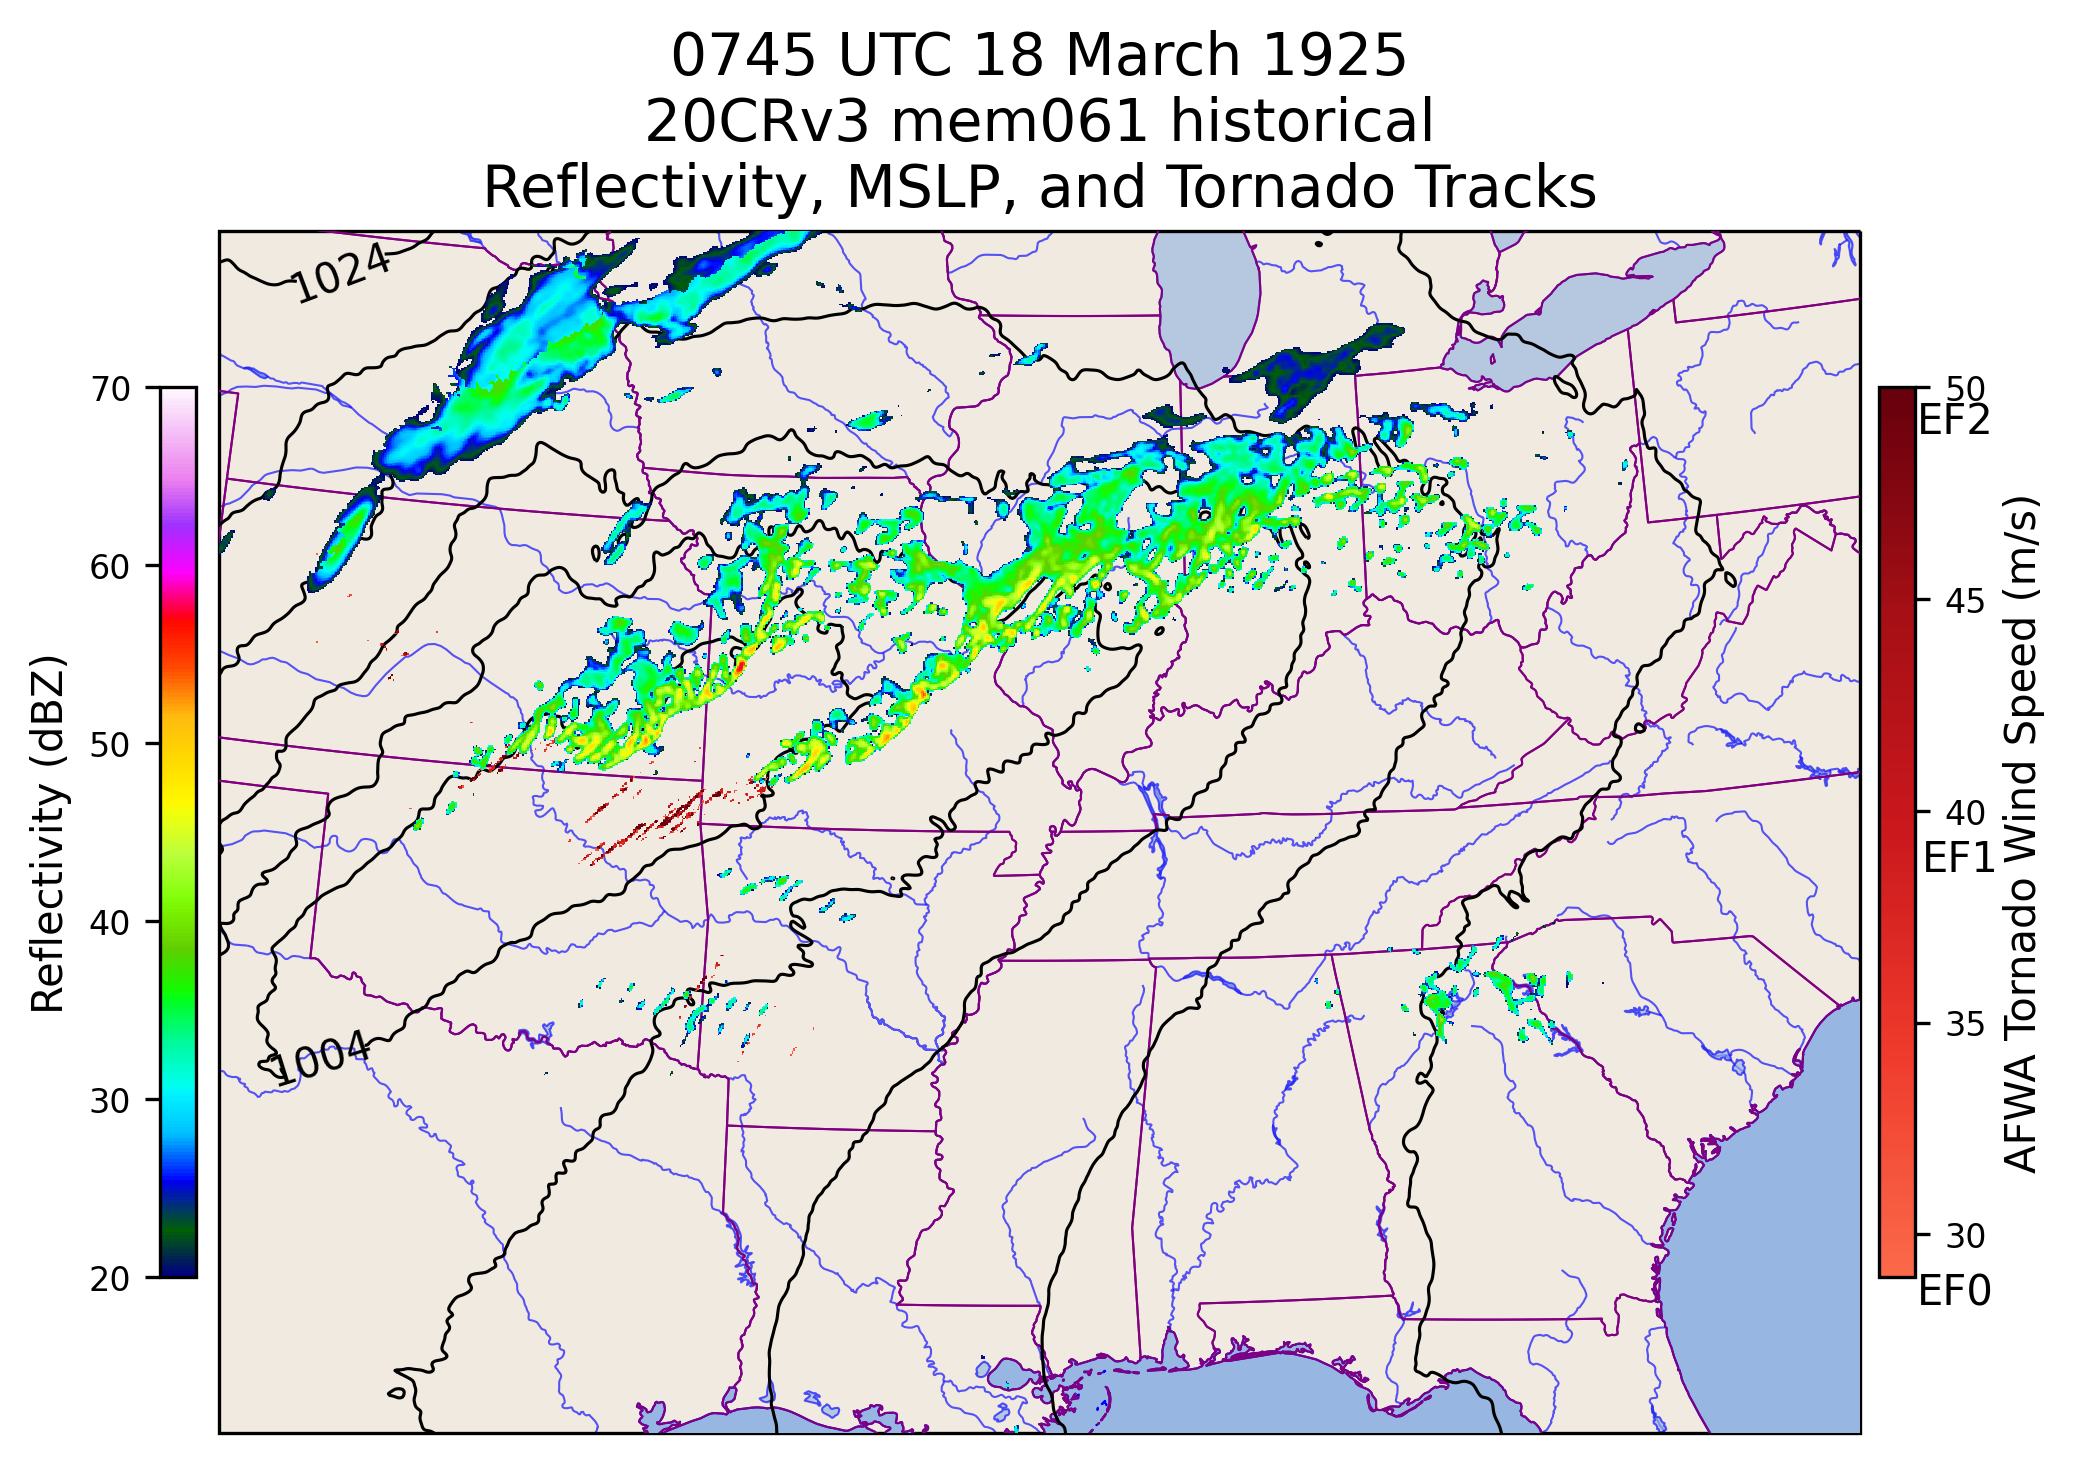 0745 UTC 18 March 1925
20CRv3 mem061 historical
Reflectivity, MSLP, and Tornado Tracks
1024
1004
70
60
50
40
30
20
Reflectivity (dBZ)
50
EF2
45
40
EF1
35
30
EF0
AFWA Tornado Wind Speed (m/s)